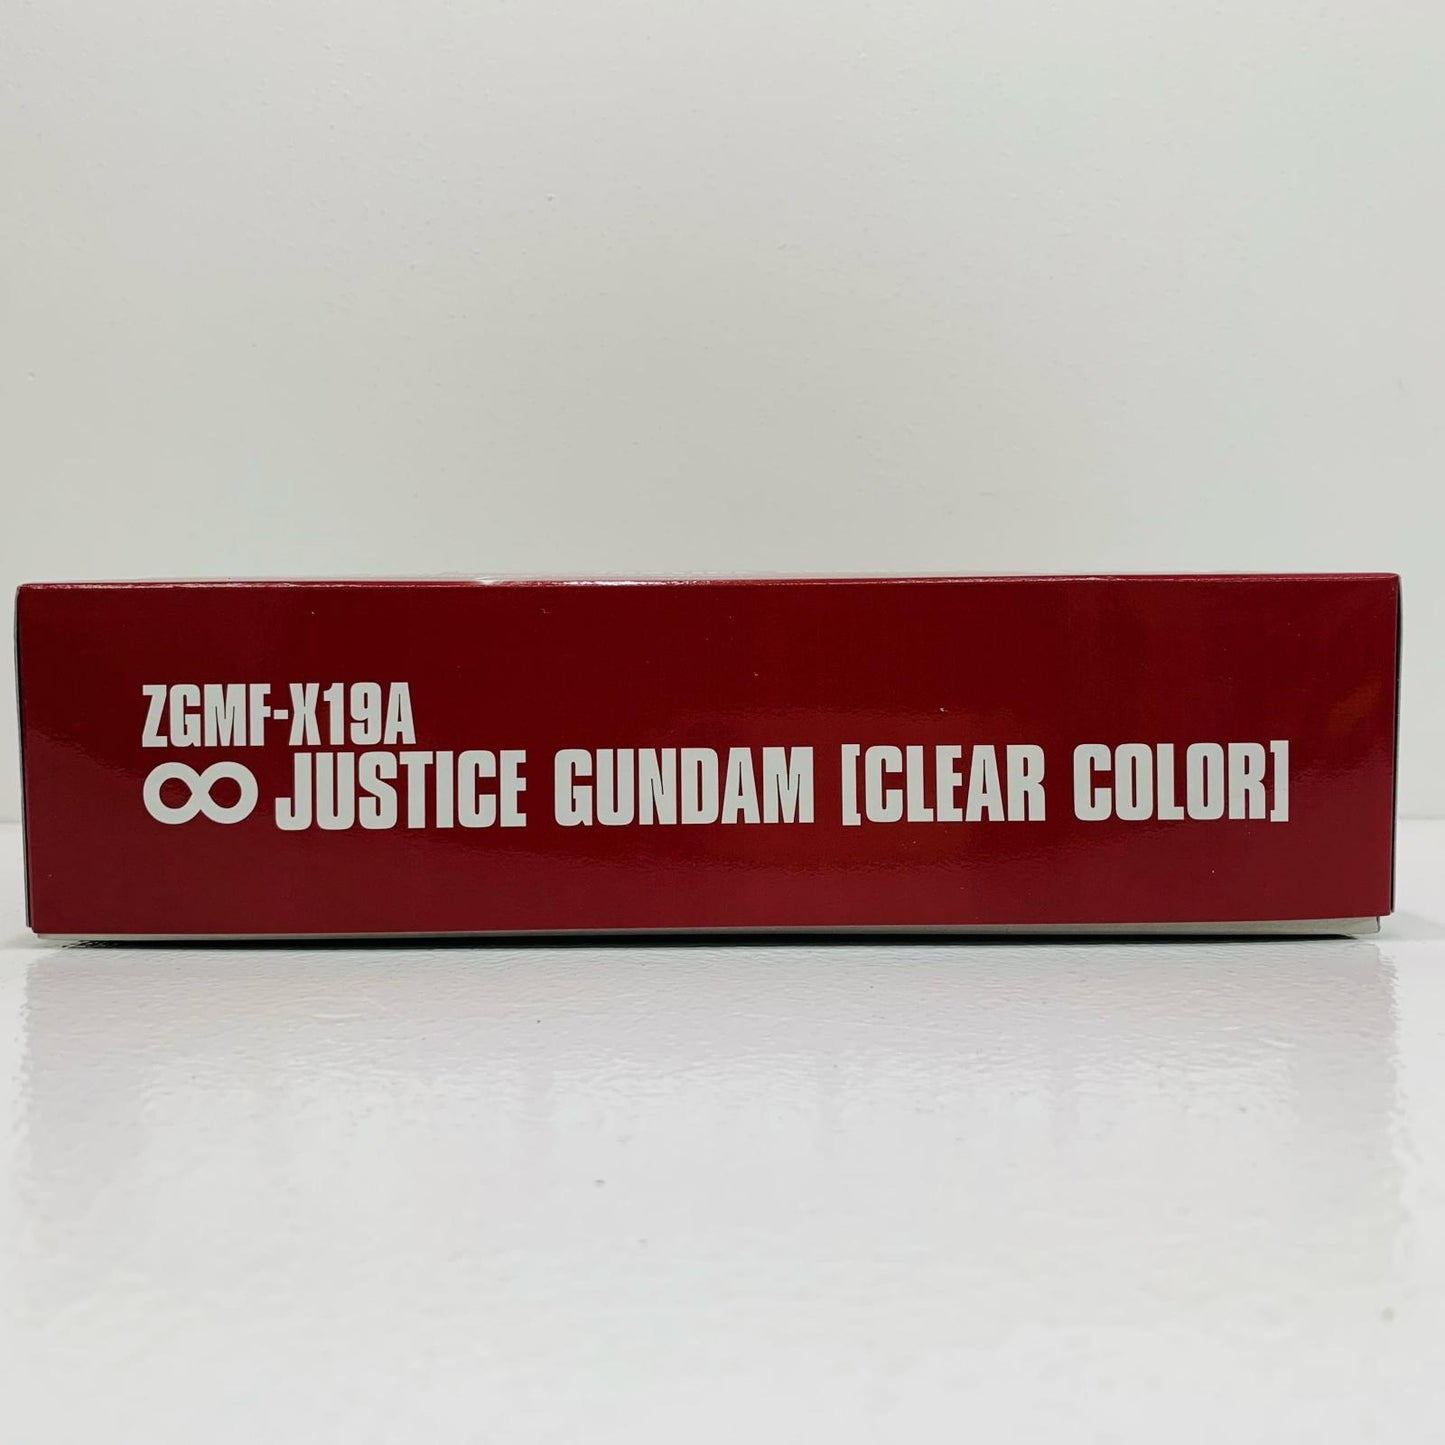 ZGMF-X19A
∞ JUSTICE GUNDAM [CLEAR COLOR]